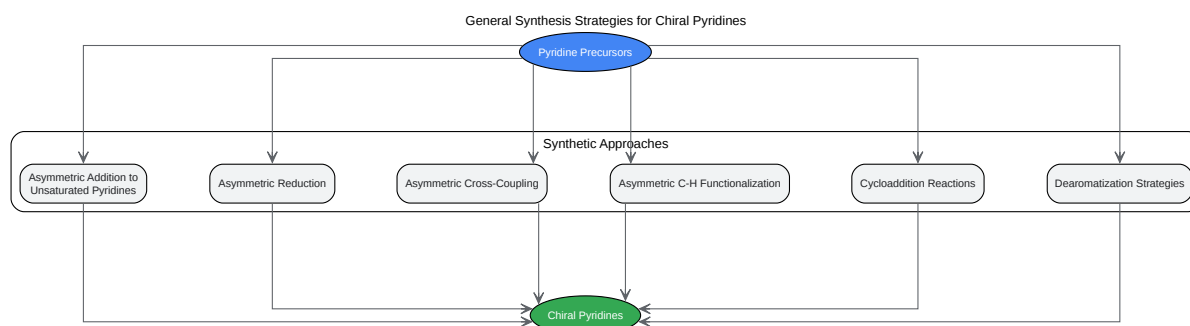 General Synthesis Strategies for Chiral Pyridines
Pyridine Precursors
Synthetic Approaches
Asymmetric Addition to
Unsaturated Pyridines
Asymmetric Reduction
Asymmetric Cross-Coupling
Asymmetric C-H Functionalization
Cycloaddition Reactions
Dearomatization Strategies
Chiral Pyridines